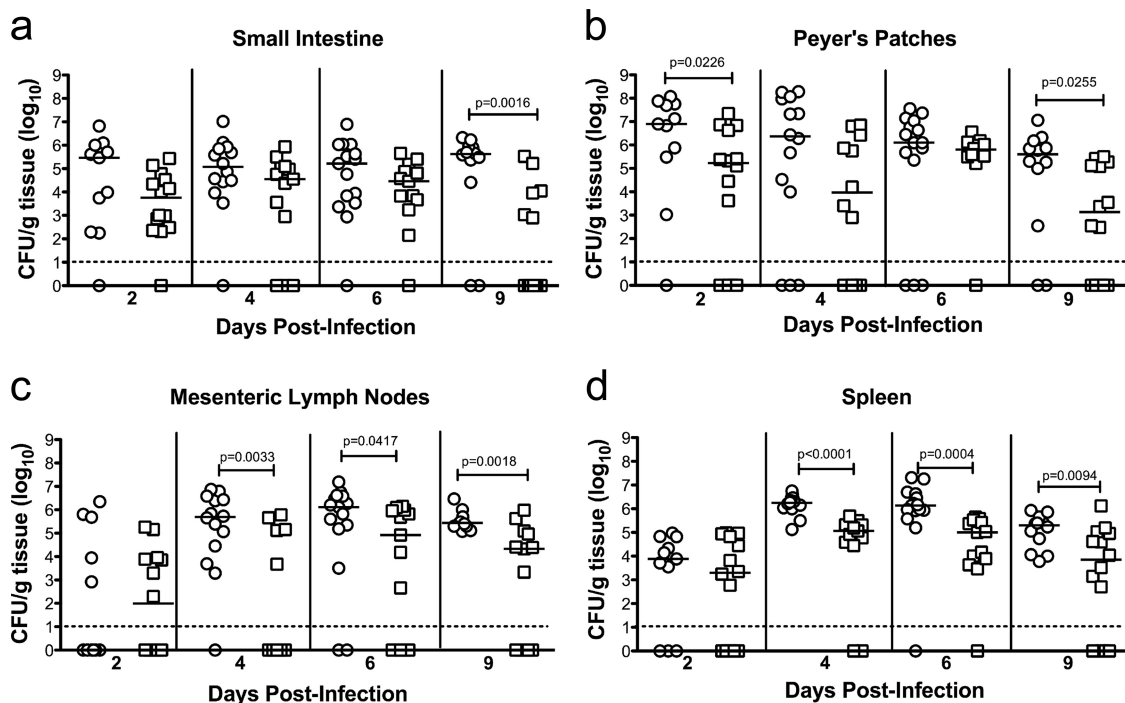 a
Small Intestine
CFU/g tissue (log10)
9
8
7
6
5
4
3
2
1
0
p=0.0016
2 4 6 9
Days Post-Infection
b
Peyer's Patches
CFU/g tissue (log10)
9
8
7
6
5
4
3
2
1
0
p=0.0226
p=0.0255
2 4 6 9
Days Post-Infection
c
Mesenteric Lymph Nodes
CFU/g tissue (log10)
9
8
7
6
5
4
3
2
1
0
p=0.0033
p=0.0417
p=0.0018
2 4 6 9
Days Post-Infection
d
Spleen
CFU/g tissue (log10)
9
8
7
6
5
4
3
2
1
0
p<0.0001
p=0.0004
p=0.0094
2 4 6 9
Days Post-Infection